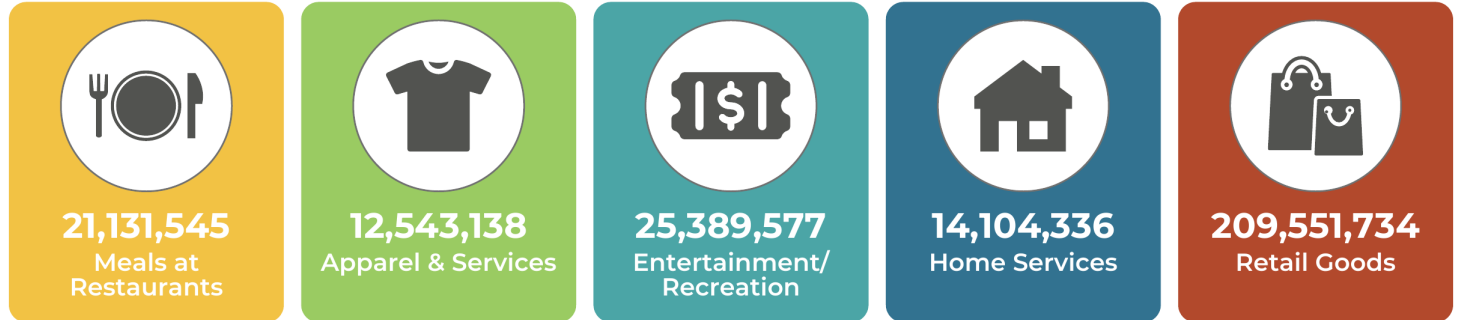 21,131,545
Meals at
Restaurants
12,543,138
Apparel & Services
$
25,389,577
Entertainment/
Recreation
14,104,336
Home Services
209,551,734
Retail Goods